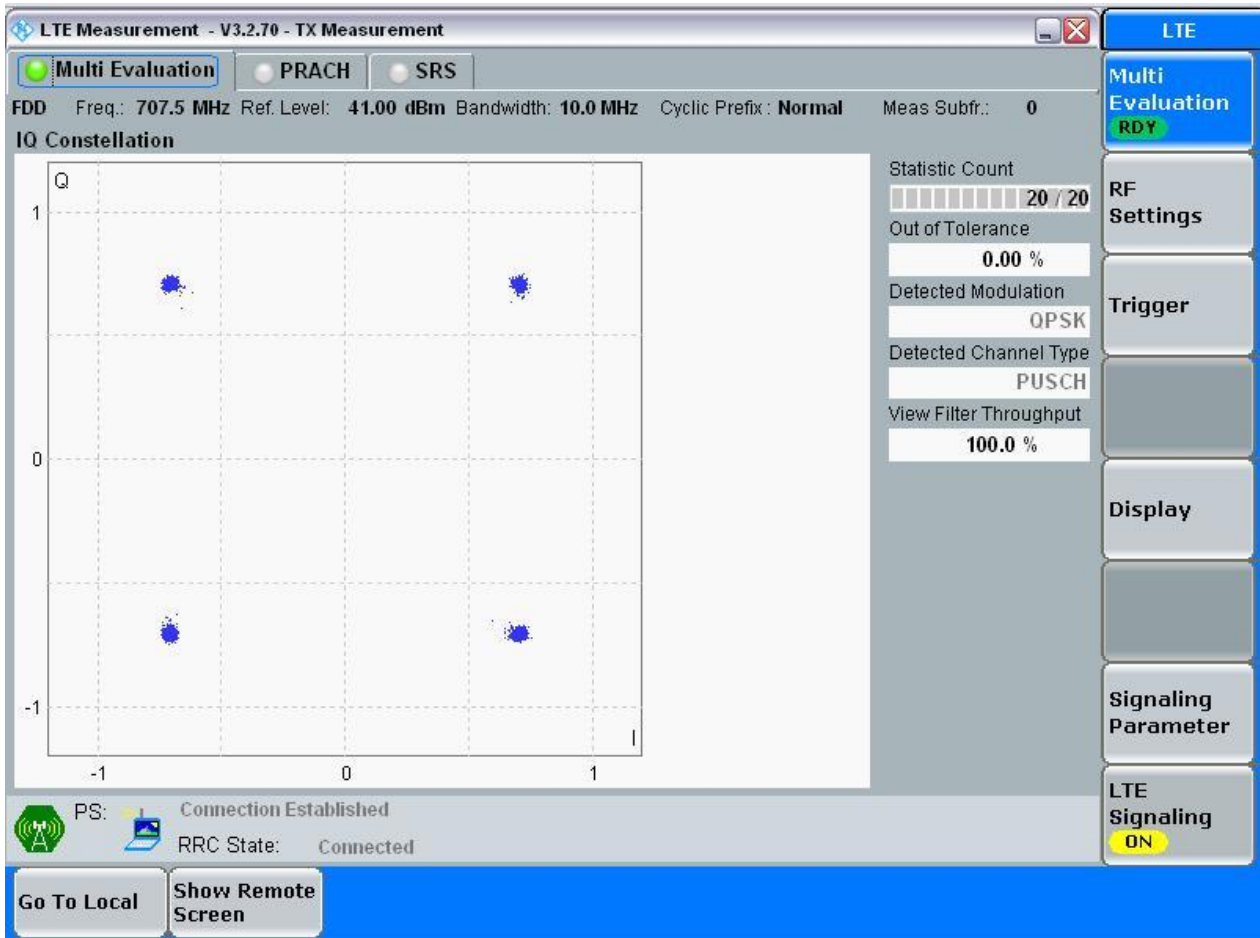 LTE Measurement - V3.2.70 - TX Measurement
LTE
Multi Evaluation PRACH SRS
Multi
Evaluation
RDY
FDD Freq.: 707.5 MHz Ref. Level: 41.00 dBm Bandwidth: 10.0 MHz Cyclic Prefix : Normal Meas Subfr.: 0
IQ Constellation
Q
1
0
-1
I
-1 0 1
Statistic Count
20 / 20
Out of Tolerance
0.00 %
Detected Modulation
QPSK
Detected Channel Type
PUSCH
View Filter Throughput
100.0 %
RF
Settings
Trigger
Display
Signaling
Parameter
LTE
Signaling
ON
PS: Connection Established
RRC State: Connected
Go To Local
Show Remote
Screen